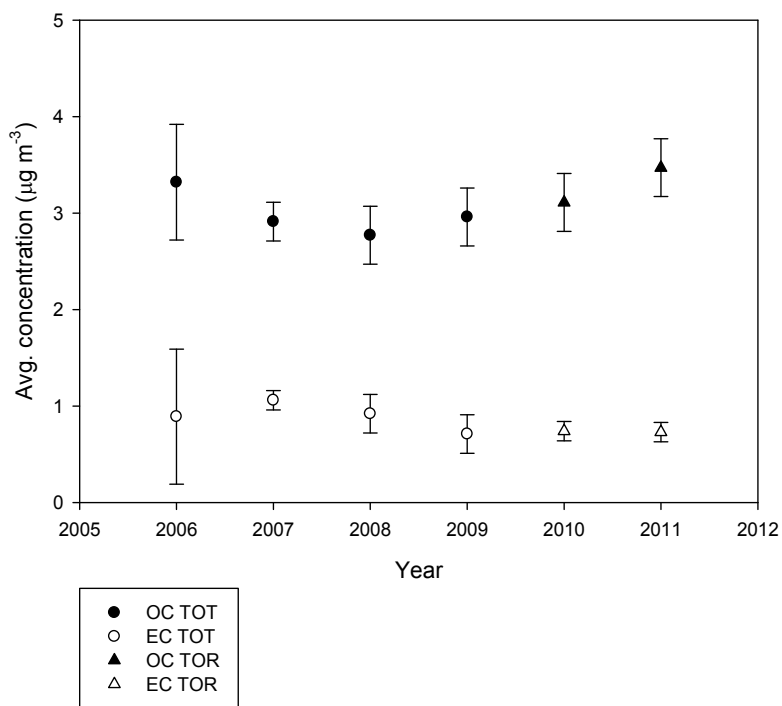 5
4
3
2
1
0
Avg. concentration (μg m-3)
2005 2006 2007 2008 2009 2010 2011 2012
Year
OC TOT
EC TOT
OC TOR
EC TOR